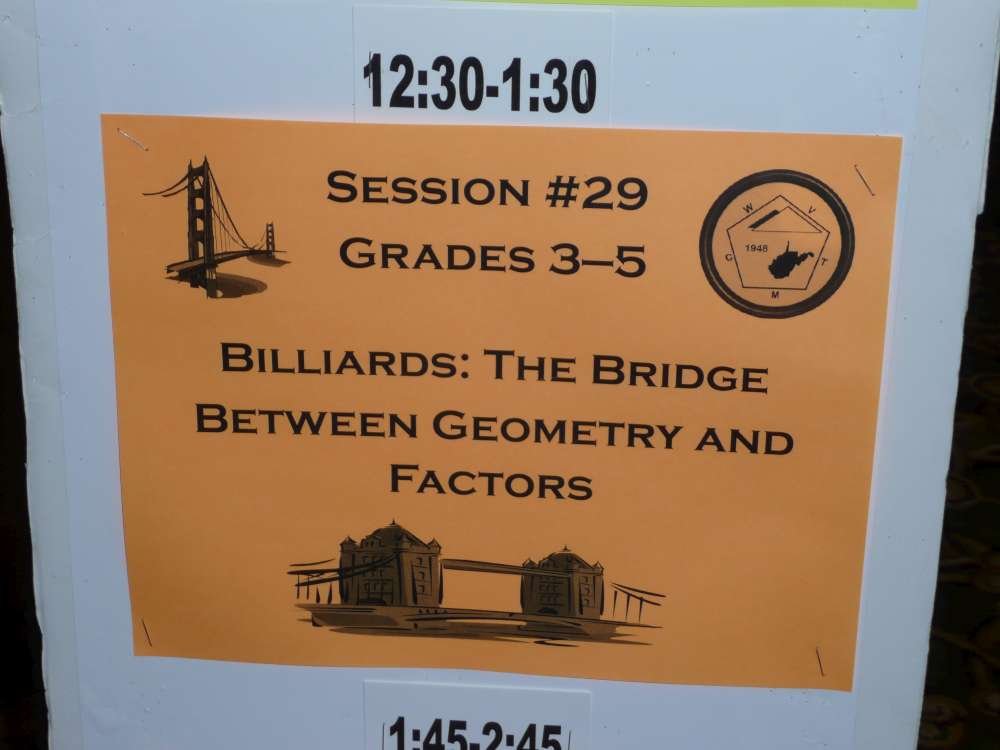 12:30-1:30
SESSION #29
GRADES 3–5
W V
1948
C T
M
BILLIARDS: THE BRIDGE
BETWEEN GEOMETRY AND
FACTORS
1:45-2:45